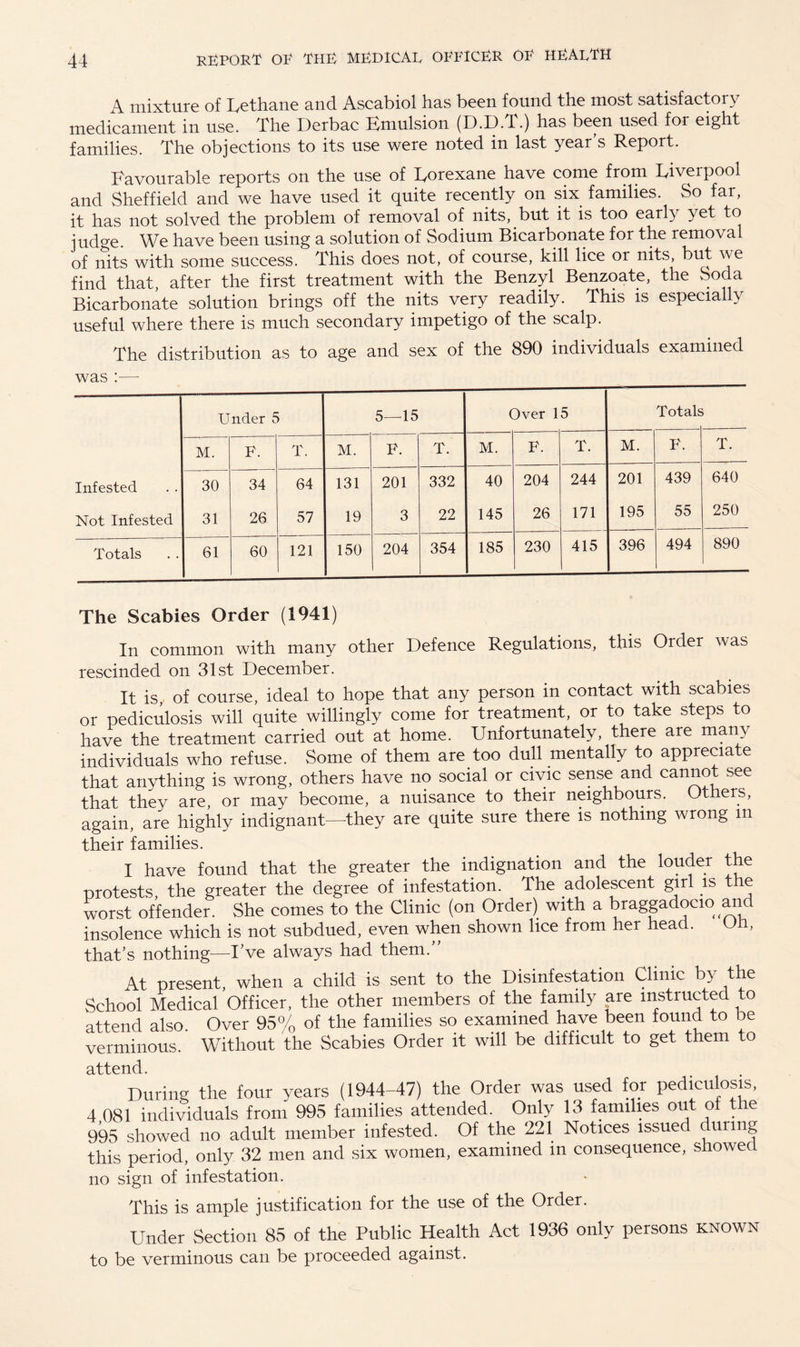 44 REPORT OF THE MEDICAL OFFICER OF HEALTH
A mixture of Lethane and Ascabiol has been found the most satisfactory
medicament in use. The Derbac Emulsion (D.D.T.) has been used for eight
families. The objections to its use were noted in last year's Report.
Favourable reports on the use of Lorexane have come from Liverpool
and Sheffield and we have used it quite recently on six families. So far,
it has not solved the problem of removal of nits, but it is too early yet to
judge. We have been using a solution of Sodium Bicarbonate for the removal
of nits with some success. This does not, of course, kill lice or nits, but we
find that, after the first treatment with the Benzyl Benzoate, the Soda
Bicarbonate solution brings off the nits very readily. This is especially
useful where there is much secondary impetigo of the scalp.
The distribution as to age and sex of the 890 individuals examined
was :—
Under 5 5—15 Over 15 Totals
M. F. T. M. F. T. M. F. T. M. F. T.
Infested . . 30 34 64 131 201 332 40 204 244 201 439 640
Not Infested 31 26 57 19 3 22 145 26 171 195 55 250
Totals . . 61 60 121 150 204 354 185 230 415 396 494 890
The Scabies Order (1941)
In common with many other Defence Regulations, this Order was
rescinded on 31st December.
It is, of course, ideal to hope that any person in contact with scabies
or pediculosis will quite willingly come for treatment, or to take steps to
have the treatment carried out at home. Unfortunately, there are many
individuals who refuse. Some of them are too dull mentally to appreciate
that anything is wrong, others have no social or civic sense and cannot see
that they are, or may become, a nuisance to their neighbours. Others,
again, are highly indignant—they are quite sure there is nothing wrong in
their families.
I have found that the greater the indignation and the louder the
protests, the greater the degree of infestation. The adolescent girl is the
worst offender. She comes to the Clinic (on Order) with a braggadocio and
insolence which is not subdued, even when shown lice from her head. "Oh,
that's nothing—I've always had them."
At present, when a child is sent to the Disinfestation Clinic by the
School Medical Officer, the other members of the family are instructed to
attend also. Over 95% of the families so examined have been found to be
verminous. Without the Scabies Order it will be difficult to get them to
attend.
During the four years (1944-47) the Order was used for pediculosis,
4,081 individuals from 995 families attended. Only 13 families out of the
995 showed no adult member infested. Of the 221 Notices issued during
this period, only 32 men and six women, examined in consequence, showed
no sign of infestation.
This is ample justification for the use of the Order.
Under Section 85 of the Public Health Act 1936 only persons KNOWN
to be verminous can be proceeded against.